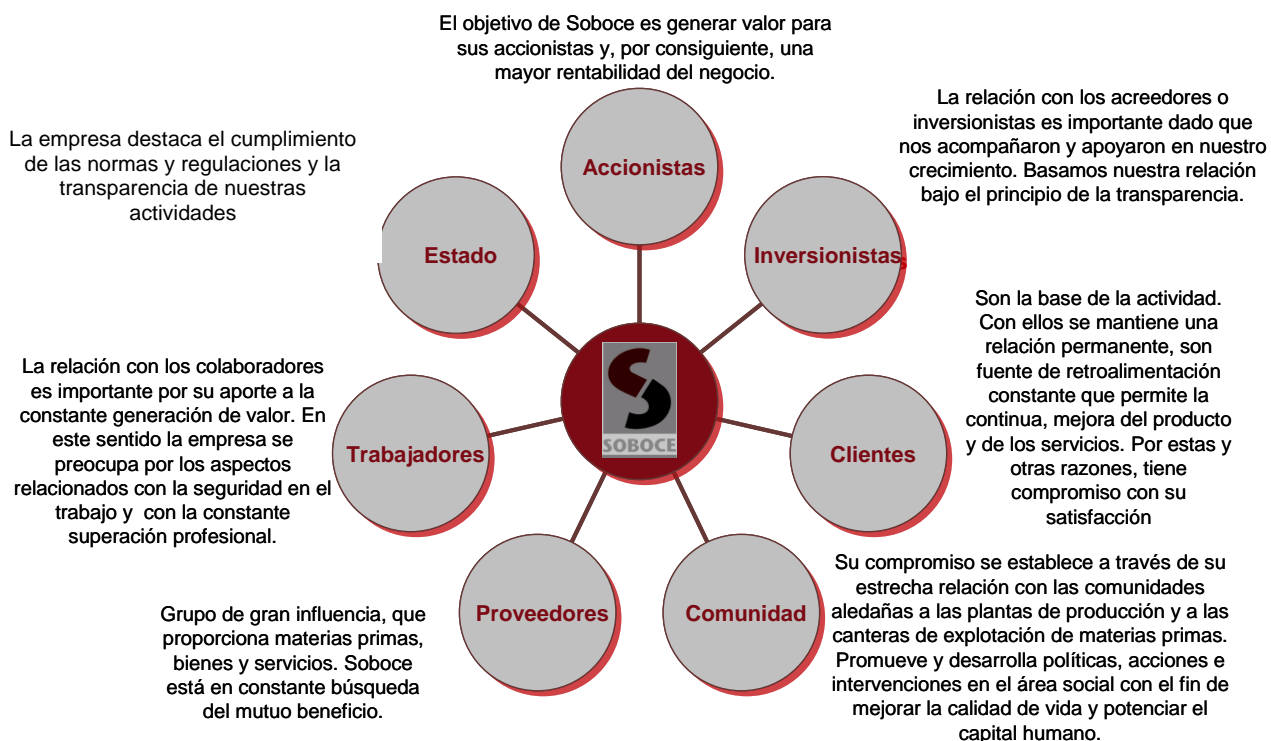 El objetivo de Soboce es generar valor para
sus accionistas y, por consiguiente, una
mayor rentabilidad del negocio.
Accionistas
La relación con los acreedores o
inversionistas es importante dado que
nos acompañaron y apoyaron en nuestro
crecimiento. Basamos nuestra relación
bajo el principio de la transparencia.
Inversionistas
Son la base de la actividad.
Con ellos se mantiene una
relación permanente, son
fuente de retroalimentación
constante que permite la
continua, mejora del producto
y de los servicios. Por estas y
otras razones, tiene
compromiso con su
satisfacción
Clientes
Su compromiso se establece a través de su
estrecha relación con las comunidades
aledañas a las plantas de producción y a las
canteras de explotación de materias primas.
Promueve y desarrolla políticas, acciones e
intervenciones en el área social con el fin de
mejorar la calidad de vida y potenciar el
capital humano.
Comunidad
Proveedores
Grupo de gran influencia, que
proporciona materias primas,
bienes y servicios. Soboce
está en constante búsqueda
del mutuo beneficio.
Trabajadores
La relación con los colaboradores
es importante por su aporte a la
constante generación de valor. En
este sentido la empresa se
preocupa por los aspectos
relacionados con la seguridad en el
trabajo y  con la constante
superación profesional.
Estado
La empresa destaca el cumplimiento
de las normas y regulaciones y la
transparencia de nuestras
actividades
SOBOCE